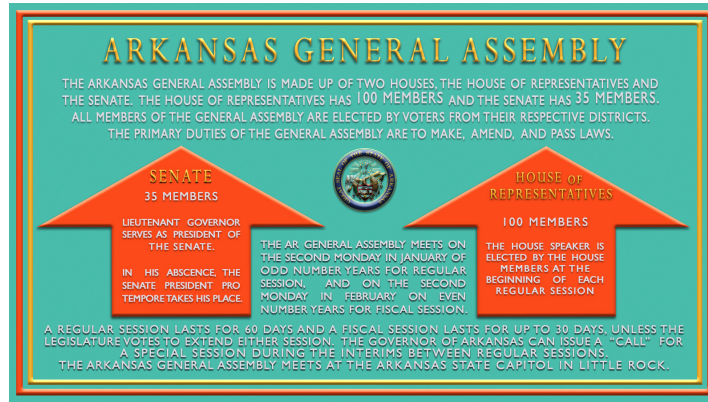 ARKANSAS GENERAL ASSEMBLY
THE ARKANSAS GENERAL ASSEMBLY IS MADE UP OF TWO HOUSES, THE HOUSE OF REPRESENTATIVES AND
THE SENATE. THE HOUSE OF REPRESENTATIVES HAS 100 MEMBERS AND THE SENATE HAS 35 MEMBERS.
ALL MEMBERS OF THE GENERAL ASSEMBLY ARE ELECTED BY VOTERS FROM THEIR RESPECTIVE DISTRICTS.
THE PRIMARY DUTIES OF THE GENERAL ASSEMBLY ARE TO MAKE, AMEND, AND PASS LAWS.
SENATE
35 MEMBERS
LIEUTENANT GOVERNOR
SERVES AS PRESIDENT OF
THE SENATE.
IN HIS ABSCENCE, THE
SENATE PRESIDENT PRO
TEMPORE TAKES HIS PLACE.
THE AR GENERAL ASSEMBLY MEETS ON
THE SECOND MONDAY IN JANUARY OF
ODD NUMBER YEARS FOR REGULAR
SESSION, AND ON THE SECOND
MONDAY IN FEBRUARY ON EVEN
NUMBER YEARS FOR FISCAL SESSION.
HOUSE OF
REPRESENTATIVES
100 MEMBERS
THE HOUSE SPEAKER IS
ELECTED BY THE HOUSE
MEMBERS AT THE
BEGINNING OF EACH
REGULAR SESSION
A REGULAR SESSION LASTS FOR 60 DAYS AND A FISCAL SESSION LASTS FOR UP TO 30 DAYS, UNLESS THE
LEGISLATURE VOTES TO EXTEND EITHER SESSION. THE GOVERNOR OF ARKANSAS CAN ISSUE A "CALL" FOR
A SPECIAL SESSION DURING THE INTERIMS BETWEEN REGULAR SESSIONS.
THE ARKANSAS GENERAL ASSEMBLY MEETS AT THE ARKANSAS STATE CAPITOL IN LITTLE ROCK.